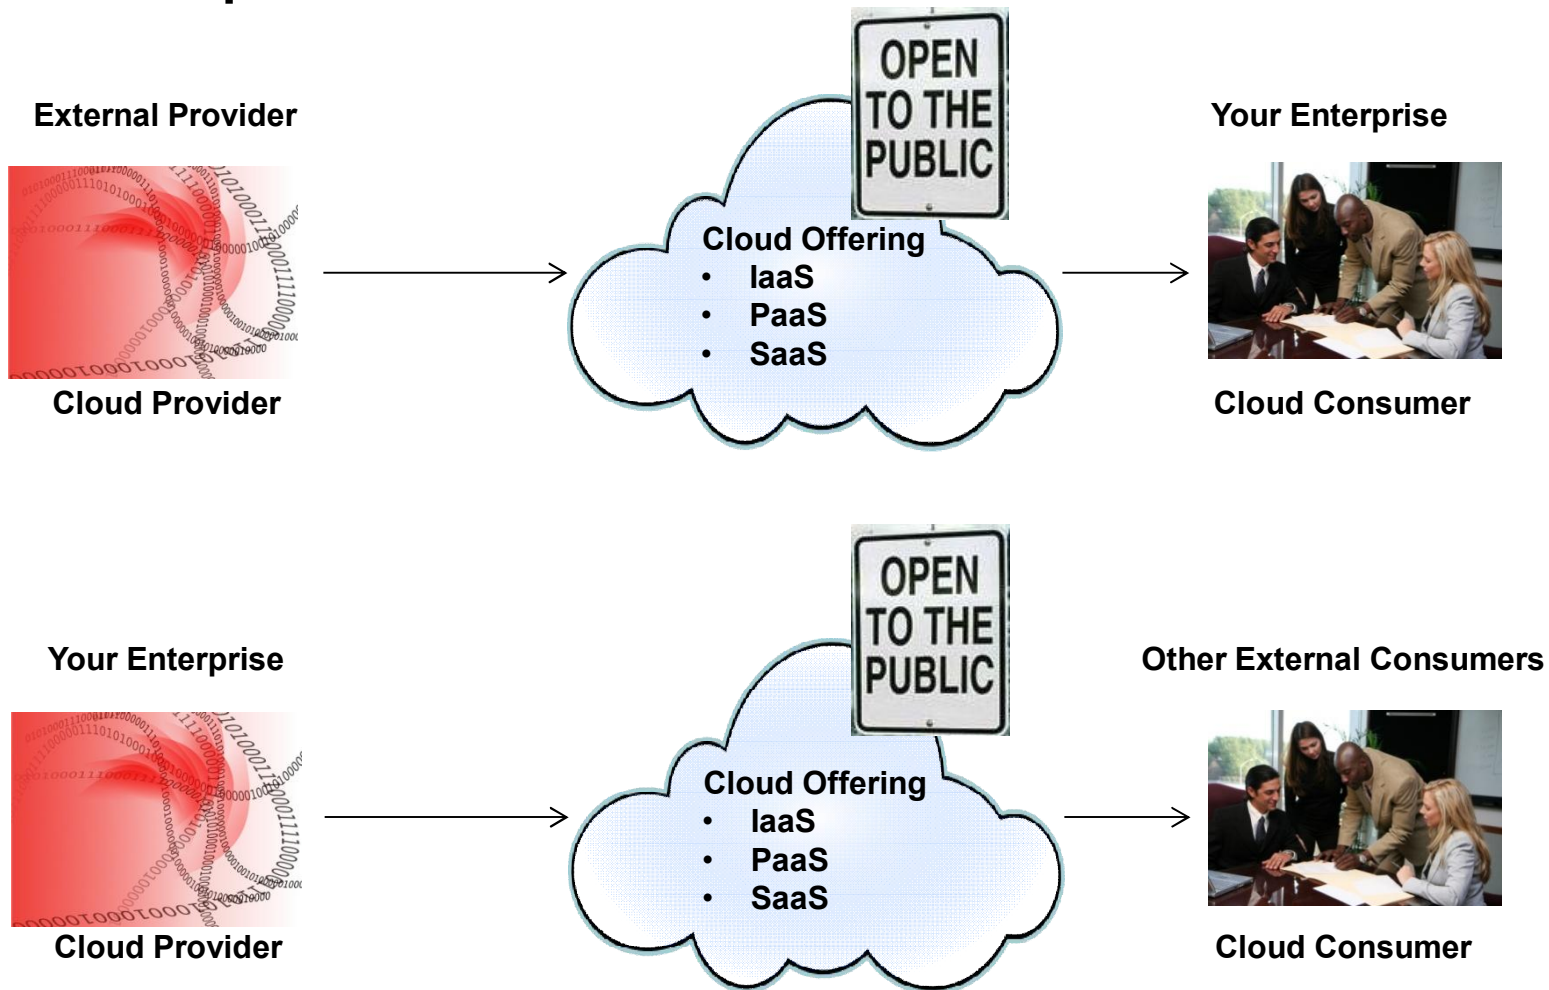 OPEN
TO THE
PUBLIC
External Provider
Your Enterprise
Cloud Offering
• IaaS
• PaaS
• SaaS
Cloud Provider
Cloud Consumer
OPEN
TO THE
PUBLIC
Your Enterprise
Other External Consumers
Cloud Offering
• IaaS
• PaaS
• SaaS
Cloud Provider
Cloud Consumer